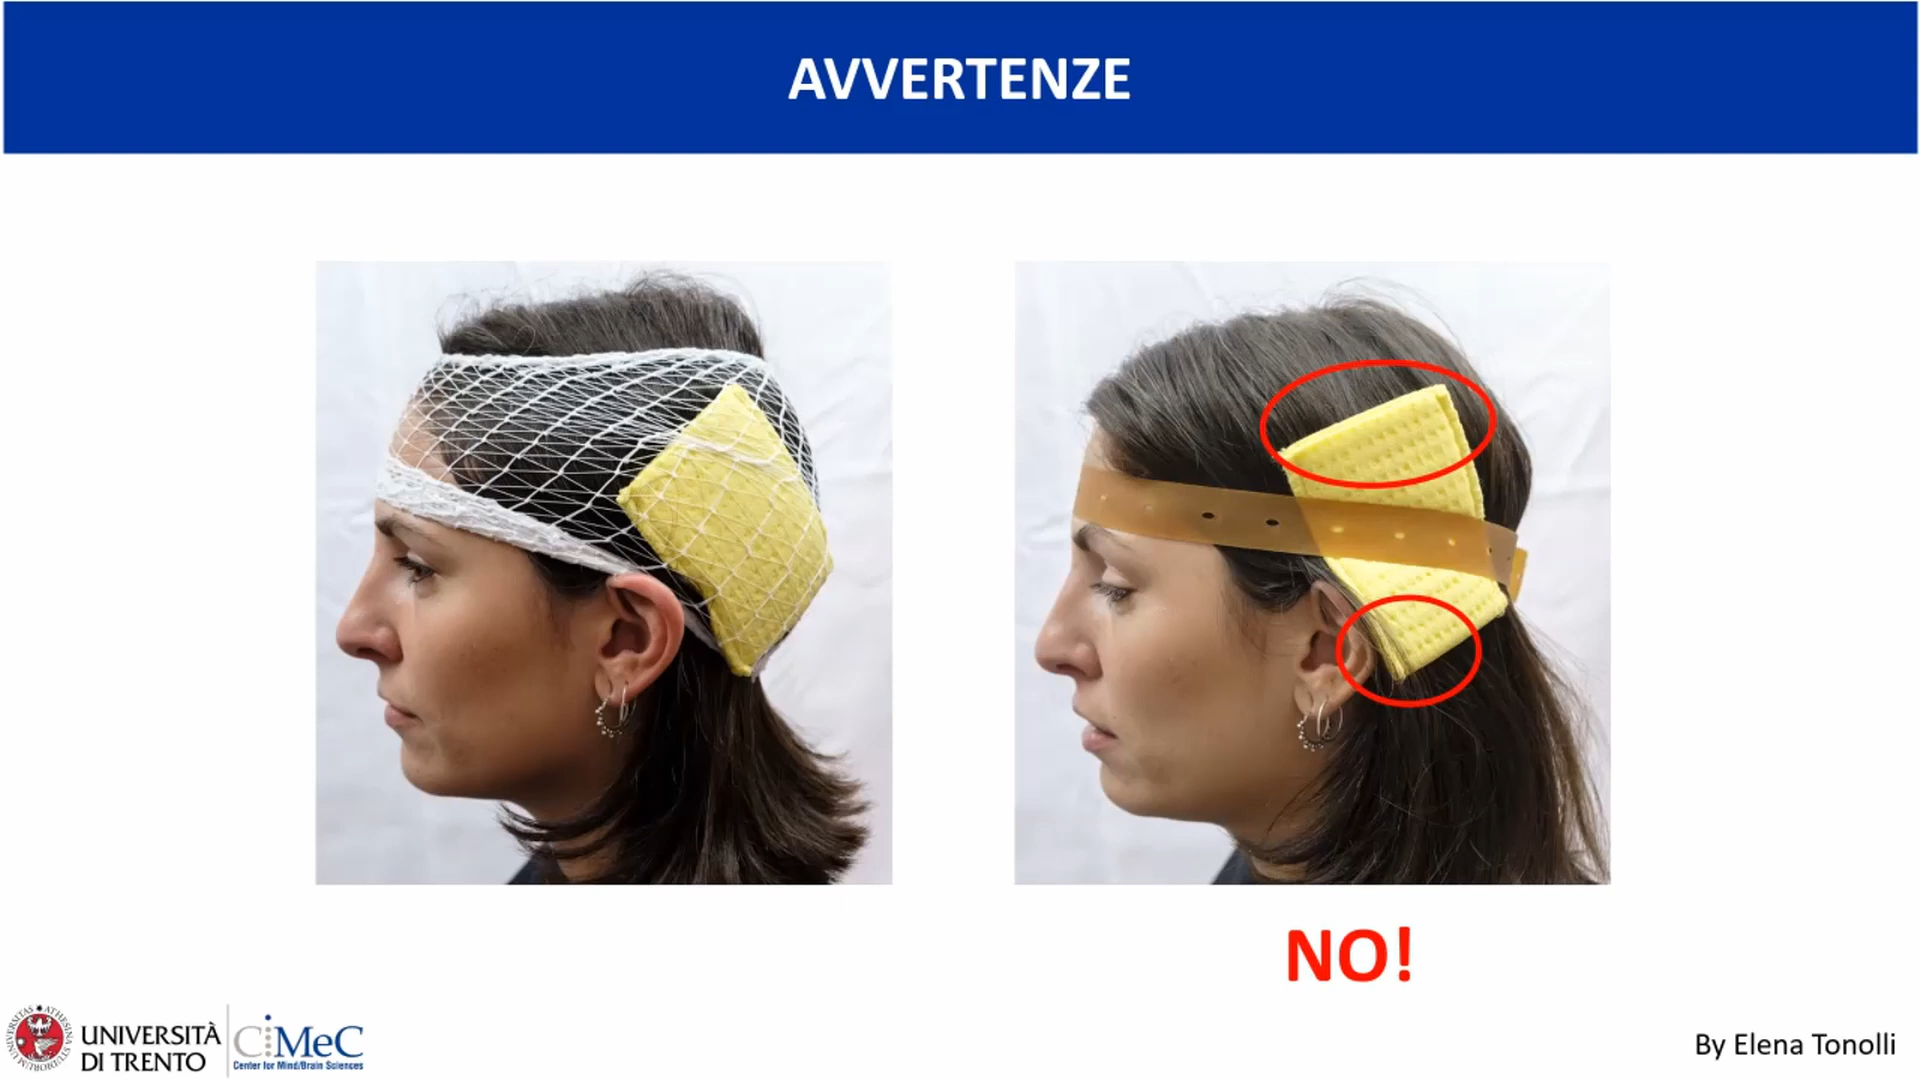 AVVERTENZE
NO!
UNIVERSITÀ
DI TRENTO
CiMeC
Center for Mind/Brain Sciences
By Elena Tonolli